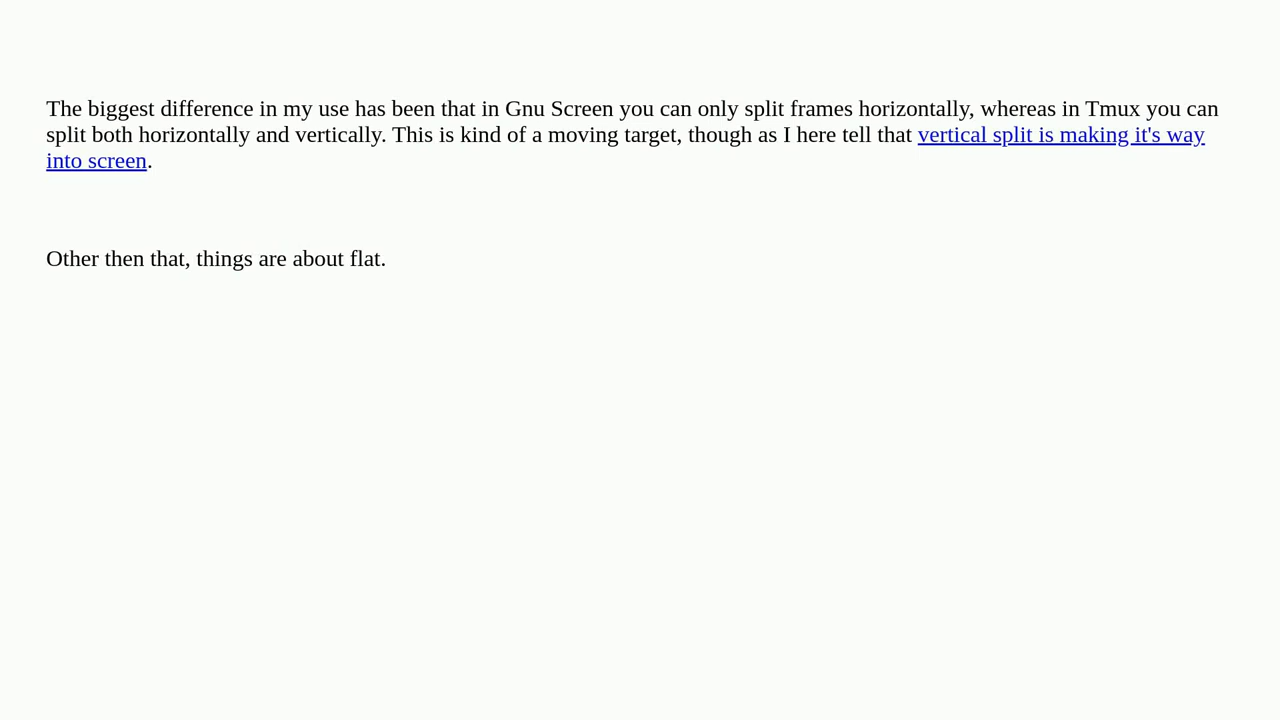 The biggest difference in my use has been that in Gnu Screen you can only split frames horizontally, whereas in Tmux you can
split both horizontally and vertically. This is kind of a moving target, though as I here tell that vertical split is making it's way
into screen.
Other then that, things are about flat.